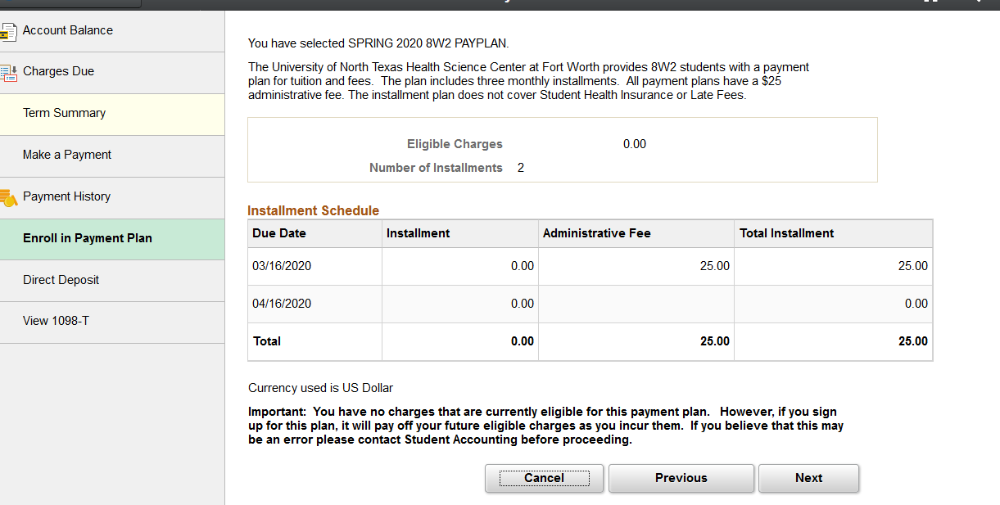 Account Balance
Charges Due
Term Summary
Make a Payment
Payment History
Enroll in Payment Plan
Direct Deposit
View 1098-T
You have selected SPRING 2020 8W2 PAYPLAN.
The University of North Texas Health Science Center at Fort Worth provides 8W2 students with a payment
plan for tuition and fees.  The plan includes three monthly installments.  All payment plans have a $25
administrative fee. The installment plan does not cover Student Health Insurance or Late Fees.
Eligible Charges 0.00
Number of Installments 2
Installment Schedule
Due Date Installment Administrative Fee Total Installment
03/16/2020 0.00 25.00 25.00
04/16/2020 0.00 0.00
Total 0.00 25.00 25.00
Currency used is US Dollar
Important:  You have no charges that are currently eligible for this payment plan.   However, if you sign
up for this plan, it will pay off your future eligible charges as you incur them.  If you believe that this may
be an error please contact Student Accounting before proceeding.
Cancel Previous Next